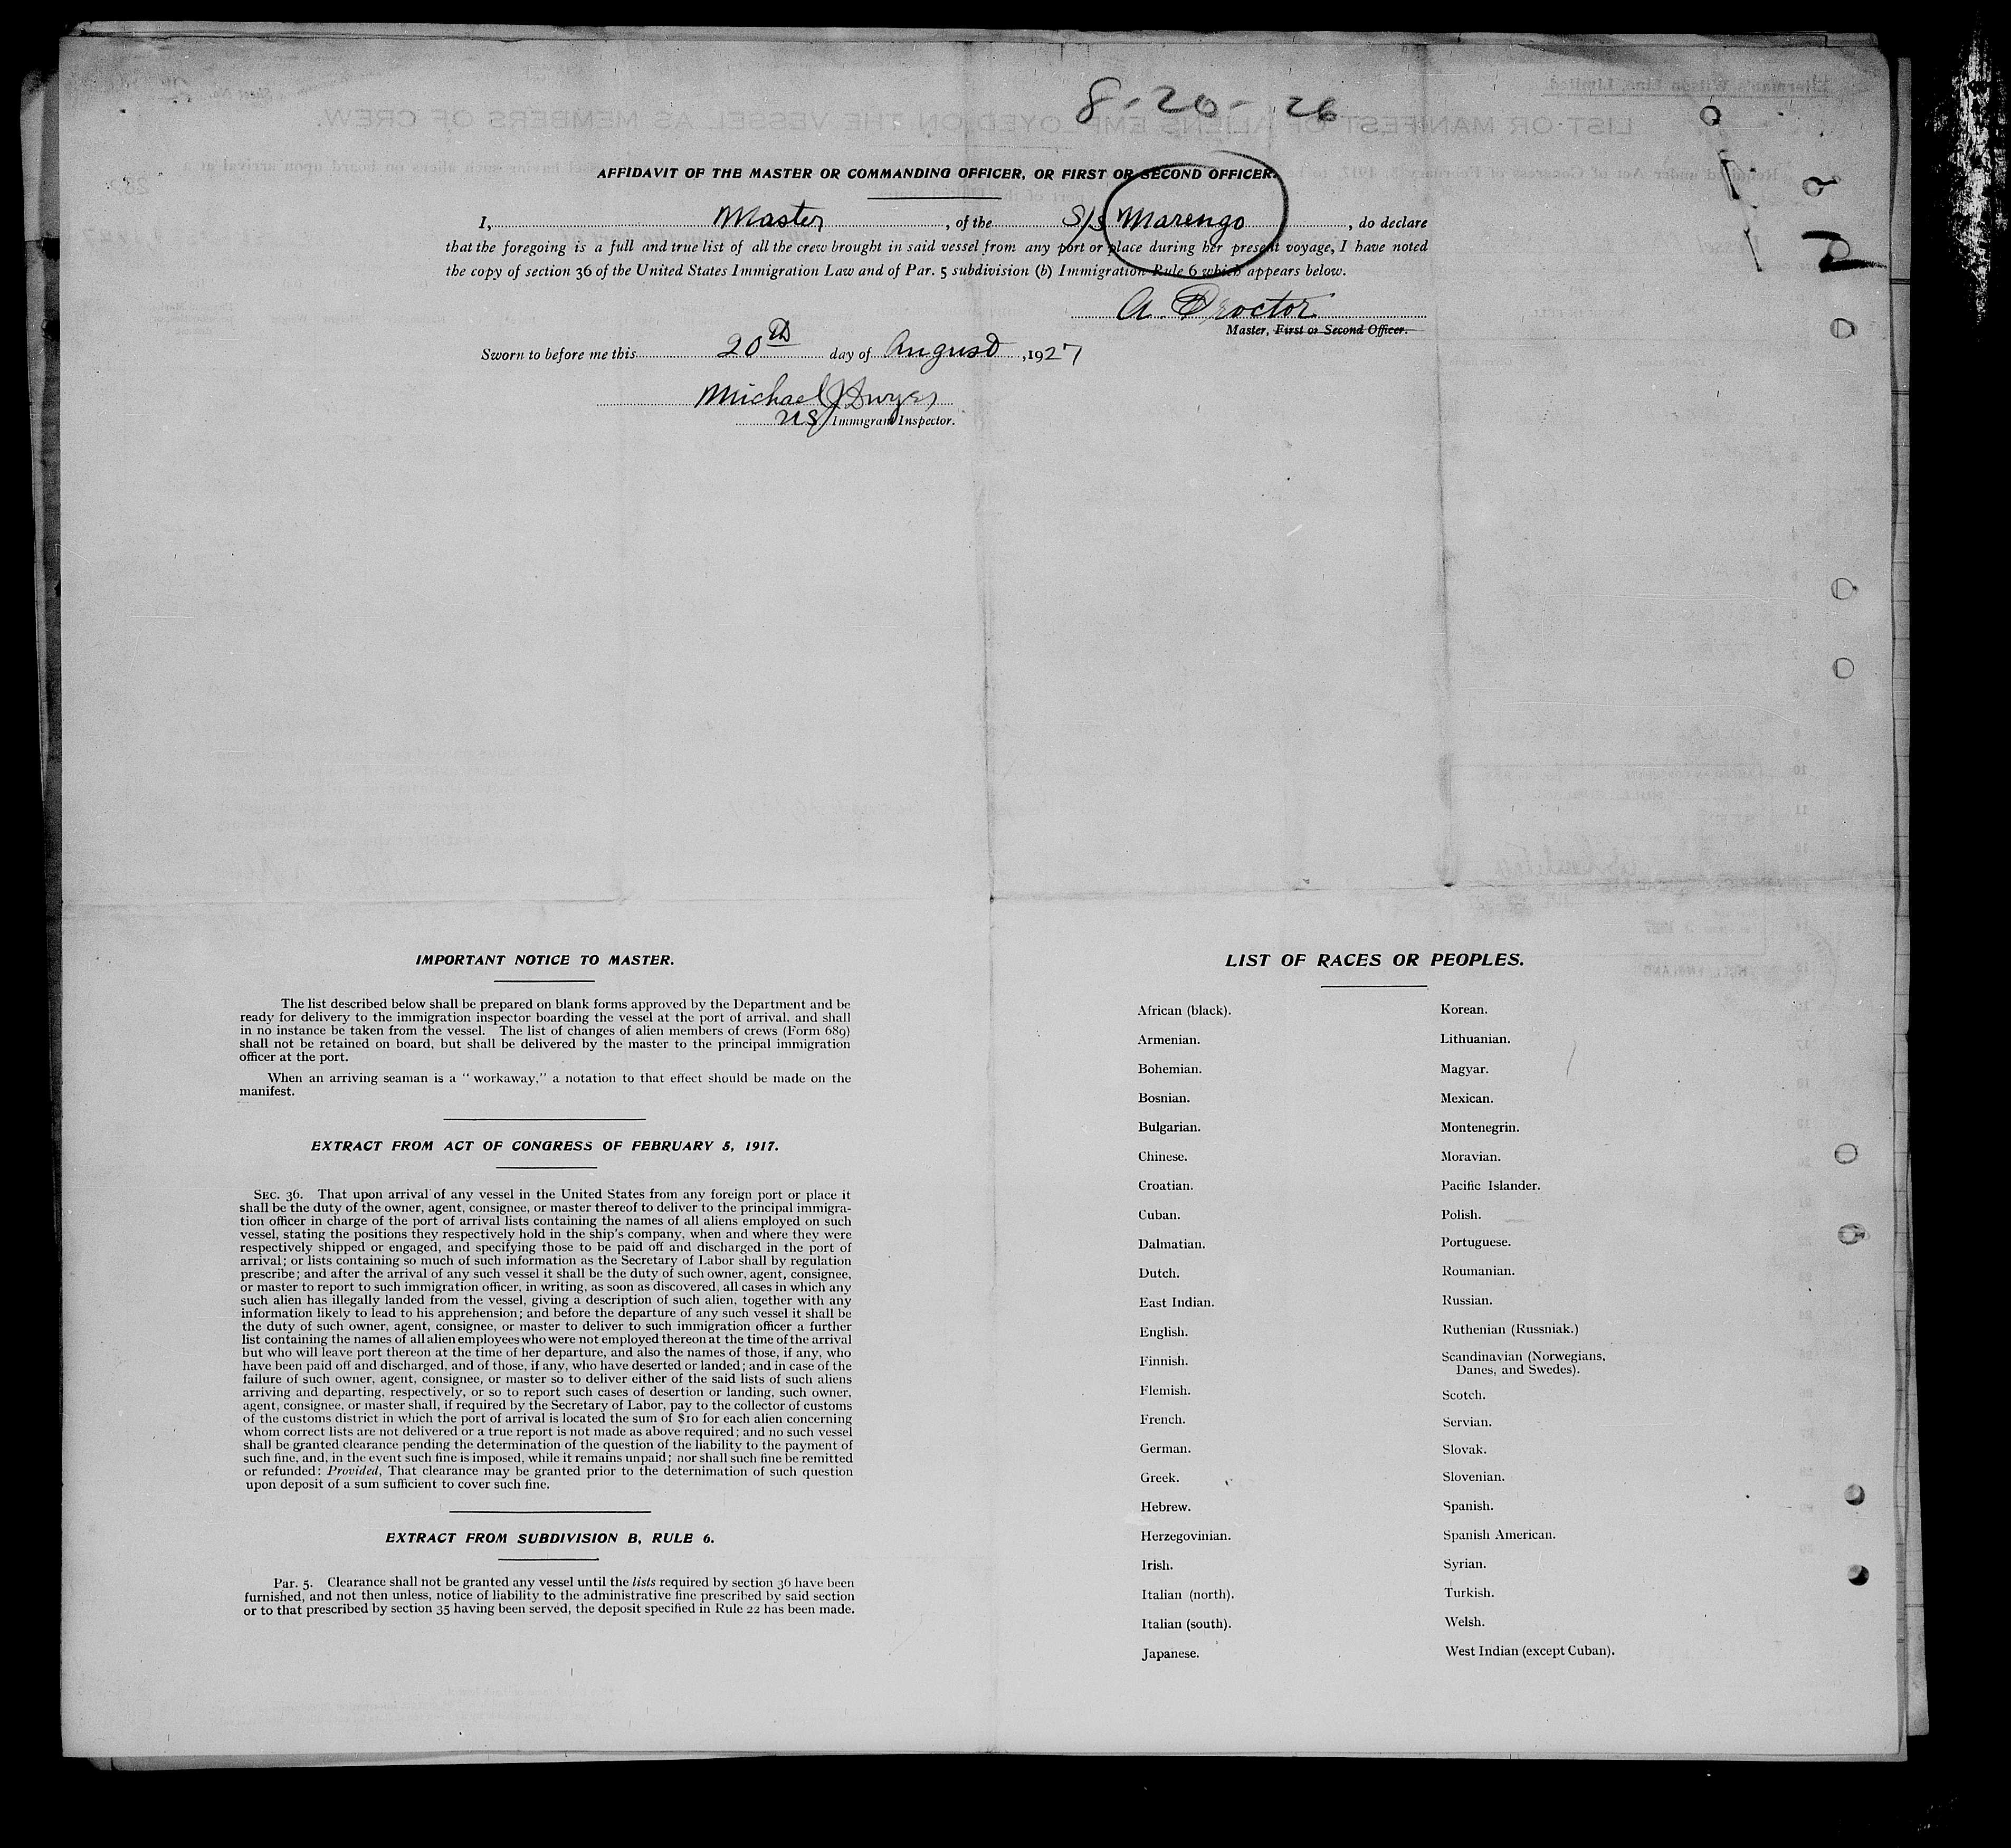 8-20-26
AFFIDAVIT OF THE MASTER OR COMMANDING OFFICER, OR FIRST OR SECOND OFFICER.
I, Master, of the S/S Marengo, do declare
that the foregoing is a full and true list of all the crew brought in said vessel from any port or place during her present voyage, I have noted
the copy of section 36 of the United States Immigration Law and of Par. 5 subdivision (b) Immigration Rule 6 which appears below.
A. Proctor
Master, First or Second Officer.
Sworn to before me this 20th day of August, 1927
Michael J Dwyer
US Immigrant Inspector.
IMPORTANT NOTICE TO MASTER.
The list described below shall be prepared on blank forms approved by the Department and be
ready for delivery to the immigration inspector boarding the vessel at the port of arrival, and shall
in no instance be taken from the vessel. The list of changes of alien members of crews (Form 689)
shall not be retained on board, but shall be delivered by the master to the principal immigration
officer at the port.
When an arriving seaman is a "workaway," a notation to that effect should be made on the
manifest.
EXTRACT FROM ACT OF CONGRESS OF FEBRUARY 5, 1917.
SEC. 36. That upon arrival of any vessel in the United States from any foreign port or place it
shall be the duty of the owner, agent, consignee, or master thereof to deliver to the principal immigra-
tion officer in charge of the port of arrival lists containing the names of all aliens employed on such
vessel, stating the positions they respectively hold in the ship's company, when and where they were
respectively shipped or engaged, and specifying those to be paid off and discharged in the port of
arrival; or lists containing so much of such information as the Secretary of Labor shall by regulation
prescribe; and after the arrival of any such vessel it shall be the duty of such owner, agent, consignee,
or master to report to such immigration officer, in writing, as soon as discovered, all cases in which any
such alien has illegally landed from the vessel, giving a description of such alien, together with any
information likely to lead to his apprehension; and before the departure of any such vessel it shall be
the duty of such owner, agent, consignee, or master to deliver to such immigration officer a further
list containing the names of all alien employees who were not employed thereon at the time of the arrival
but who will leave port thereon at the time of her departure, and also the names of those, if any, who
have been paid off and discharged, and of those, if any, who have deserted or landed; and in case of the
failure of such owner, agent, consignee, or master so to deliver either of the said lists of such aliens
arriving and departing, respectively, or so to report such cases of desertion or landing, such owner,
agent, consignee, or master shall, if required by the Secretary of Labor, pay to the collector of customs
of the customs district in which the port of arrival is located the sum of $10 for each alien concerning
whom correct lists are not delivered or a true report is not made as above required; and no such vessel
shall be granted clearance pending the determination of the question of the liability to the payment of
such fine, and, in the event such fine is imposed, while it remains unpaid; nor shall such fine be remitted
or refunded: Provided, That clearance may be granted prior to the deternimation of such question
upon deposit of a sum sufficient to cover such fine.
EXTRACT FROM SUBDIVISION B, RULE 6.
Par. 5. Clearance shall not be granted any vessel until the lists required by section 36 have been
furnished, and not then unless, notice of liability to the administrative fine prescribed by said section
or to that prescribed by section 35 having been served, the deposit specified in Rule 22 has been made.
LIST OF RACES OR PEOPLES.
African (black).
Armenian.
Bohemian.
Bosnian.
Bulgarian.
Chinese.
Croatian.
Cuban.
Dalmatian.
Dutch.
East Indian.
English.
Finnish.
Flemish.
French.
German.
Greek.
Hebrew.
Herzegovinian.
Irish.
Italian (north).
Italian (south).
Japanese.
Korean.
Lithuanian.
Magyar.
Mexican.
Montenegrin.
Moravian.
Pacific Islander.
Polish.
Portuguese.
Roumanian.
Russian.
Ruthenian (Russniak.)
Scandinavian (Norwegians,
Danes, and Swedes).
Scotch.
Servian.
Slovak.
Slovenian.
Spanish.
Spanish American.
Syrian.
Turkish.
Welsh.
West Indian (except Cuban).